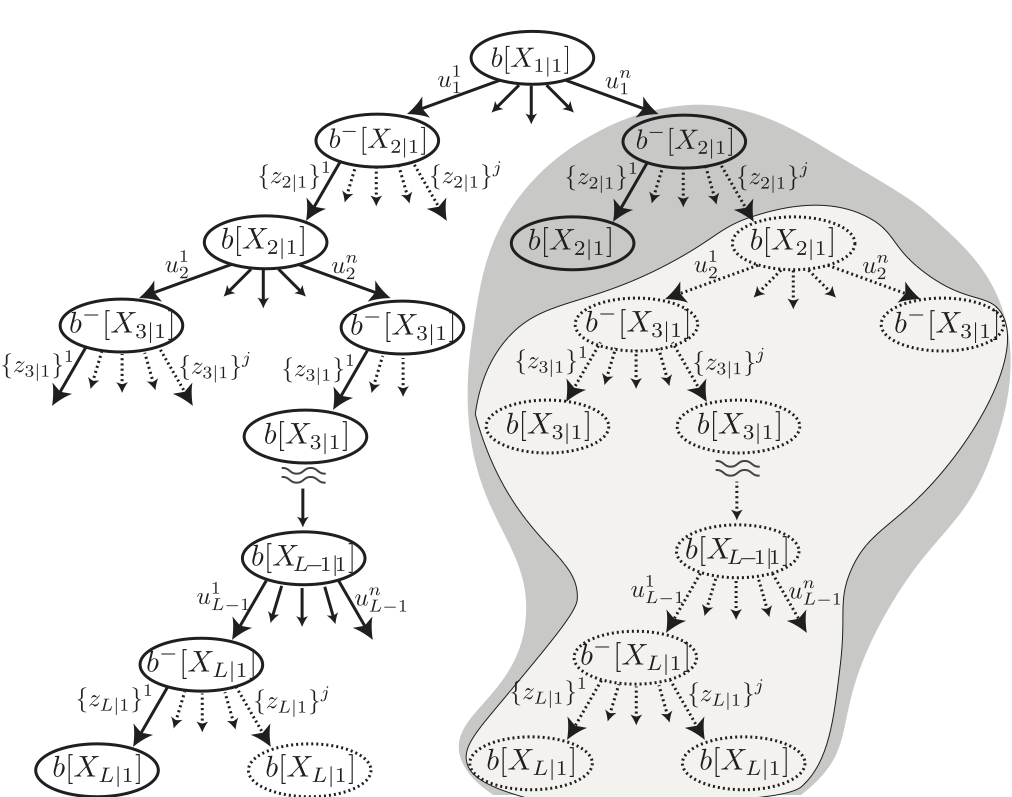 b[X_{1|1}]
u_1^1 u_1^n
b^-[X_{2|1}] b^-[X_{2|1}]
{z_{2|1}}^1 {z_{2|1}}^j {z_{2|1}}^1 {z_{2|1}}^j
b[X_{2|1}] b[X_{2|1}] b[X_{2|1}]
u_2^1 u_2^n u_2^1 u_2^n
b^-[X_{3|1}] b^-[X_{3|1}] b^-[X_{3|1}] b^-[X_{3|1}]
{z_{3|1}}^1 {z_{3|1}}^j {z_{3|1}}^1 {z_{3|1}}^1 {z_{3|1}}^j
b[X_{3|1}] b[X_{3|1}] b[X_{3|1}]
b[X_{L-1|1}] b[X_{L-1|1}]
u_{L-1}^1 u_{L-1}^n u_{L-1}^1 u_{L-1}^n
b^-[X_{L|1}] b^-[X_{L|1}]
{z_{L|1}}^1 {z_{L|1}}^j {z_{L|1}}^1 {z_{L|1}}^j
b[X_{L|1}] b[X_{L|1}] b[X_{L|1}] b[X_{L|1}]